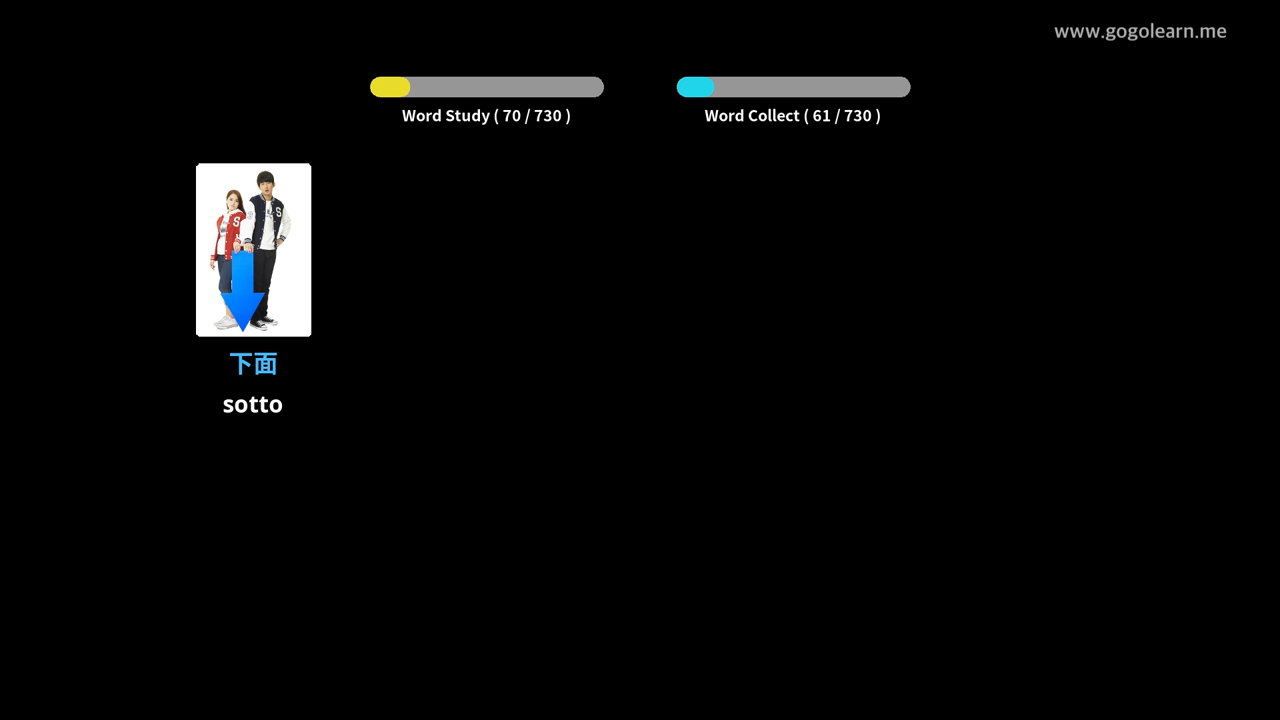 www.gogolearn.me
Word Study ( 70 / 730 )
Word Collect ( 61 / 730 )
S
S
下面
sotto